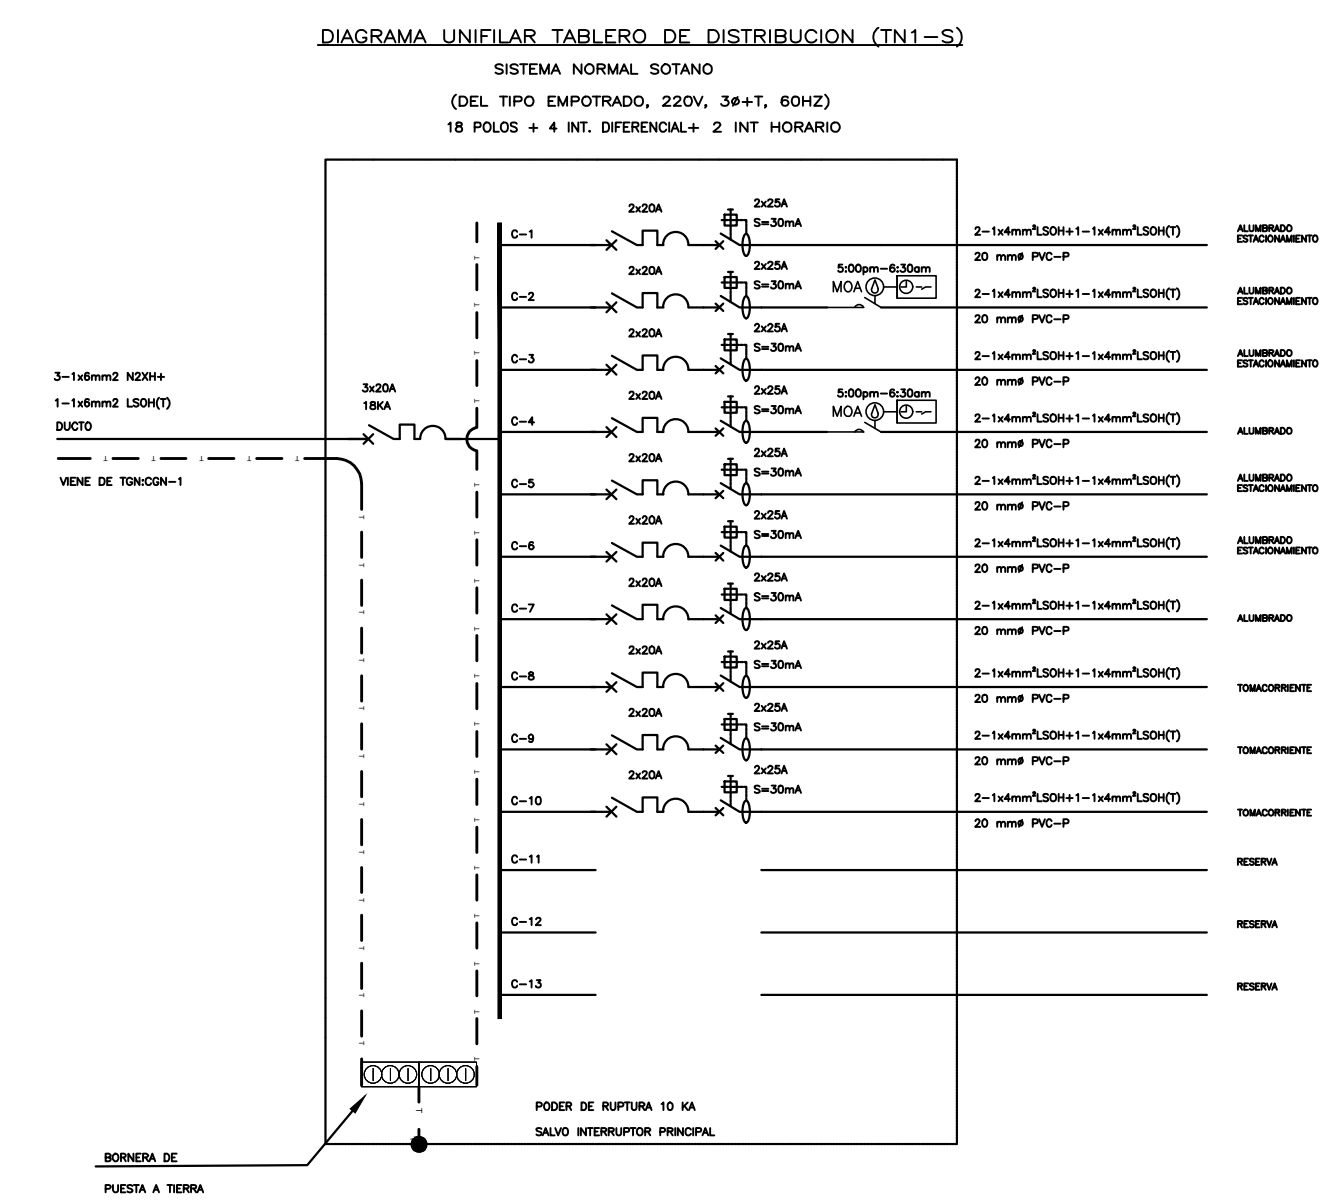 DIAGRAMA UNIFILAR TABLERO DE DISTRIBUCION (TN1-S)
SISTEMA NORMAL SOTANO
(DEL TIPO EMPOTRADO, 220V, 3ø+T, 60HZ)
18 POLOS + 4 INT. DIFERENCIAL+ 2 INT HORARIO
C-1
2x20A
2x25A
S=30mA
2-1x4mm²LSOH+1-1x4mm²LSOH(T)
20 mmø PVC-P
ALUMBRADO
ESTACIONAMIENTO
C-2
2x20A
2x25A
S=30mA
5:00pm-6:30am
MOA
2-1x4mm²LSOH+1-1x4mm²LSOH(T)
20 mmø PVC-P
ALUMBRADO
ESTACIONAMIENTO
C-3
2x20A
2x25A
S=30mA
2-1x4mm²LSOH+1-1x4mm²LSOH(T)
20 mmø PVC-P
ALUMBRADO
ESTACIONAMIENTO
3-1x6mm2 N2XH+
1-1x6mm2 LSOH(T)
DUCTO
VIENE DE TGN:CGN-1
3x20A
18KA
C-4
2x20A
2x25A
S=30mA
5:00pm-6:30am
MOA
2-1x4mm²LSOH+1-1x4mm²LSOH(T)
20 mmø PVC-P
ALUMBRADO
C-5
2x20A
2x25A
S=30mA
2-1x4mm²LSOH+1-1x4mm²LSOH(T)
20 mmø PVC-P
ALUMBRADO
ESTACIONAMIENTO
C-6
2x20A
2x25A
S=30mA
2-1x4mm²LSOH+1-1x4mm²LSOH(T)
20 mmø PVC-P
ALUMBRADO
ESTACIONAMIENTO
C-7
2x20A
2x25A
S=30mA
2-1x4mm²LSOH+1-1x4mm²LSOH(T)
20 mmø PVC-P
ALUMBRADO
C-8
2x20A
2x25A
S=30mA
2-1x4mm²LSOH+1-1x4mm²LSOH(T)
20 mmø PVC-P
TOMACORRIENTE
C-9
2x20A
2x25A
S=30mA
2-1x4mm²LSOH+1-1x4mm²LSOH(T)
20 mmø PVC-P
TOMACORRIENTE
C-10
2x20A
2x25A
S=30mA
2-1x4mm²LSOH+1-1x4mm²LSOH(T)
20 mmø PVC-P
TOMACORRIENTE
C-11
RESERVA
C-12
RESERVA
C-13
RESERVA
PODER DE RUPTURA 10 KA
SALVO INTERRUPTOR PRINCIPAL
BORNERA DE
PUESTA A TIERRA